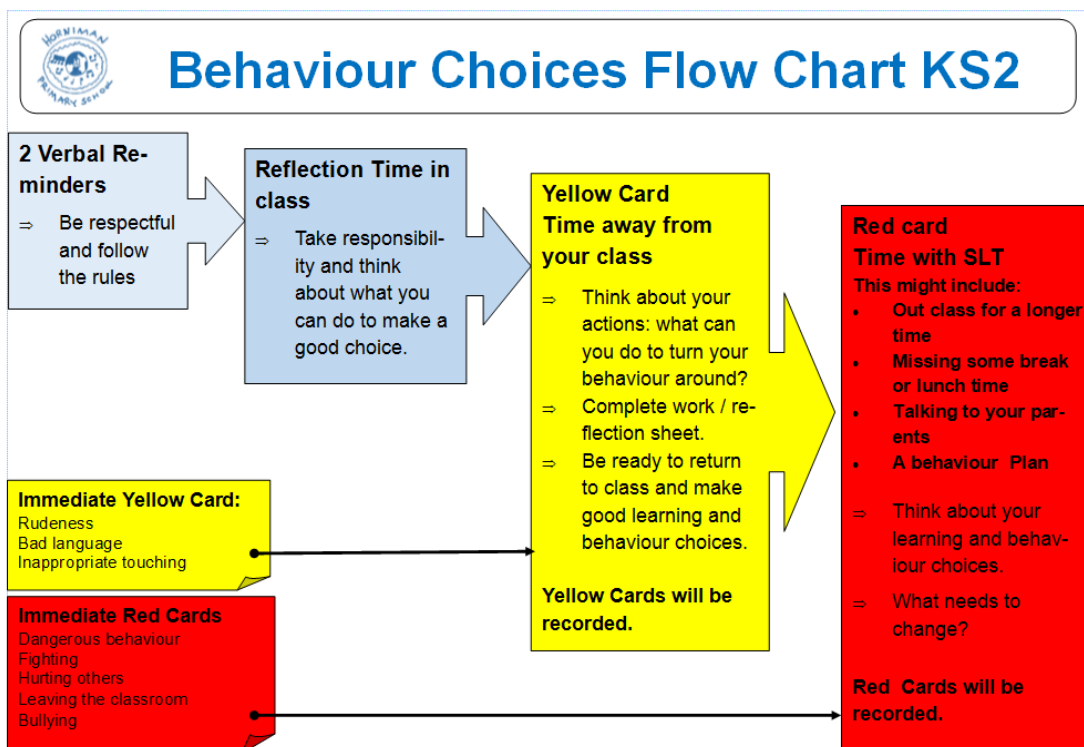 HORNIMAN
PRIMARY SCHOOL
Behaviour Choices Flow Chart KS2
2 Verbal Re-
minders
⇒ Be respectful
and follow
the rules
Reflection Time in
class
⇒ Take responsibil-
ity and think
about what you
can do to make a
good choice.
Yellow Card
Time away from
your class
⇒ Think about your
actions: what can
you do to turn your
behaviour around?
⇒ Complete work / re-
flection sheet.
⇒ Be ready to return
to class and make
good learning and
behaviour choices.
Yellow Cards will be
recorded.
Red card
Time with SLT
This might include:
• Out class for a longer
time
• Missing some break
or lunch time
• Talking to your par-
ents
• A behaviour Plan
⇒ Think about your
learning and behav-
iour choices.
⇒ What needs to
change?
Red Cards will be
recorded.
Immediate Yellow Card:
Rudeness
Bad language
Inappropriate touching
Immediate Red Cards
Dangerous behaviour
Fighting
Hurting others
Leaving the classroom
Bullying